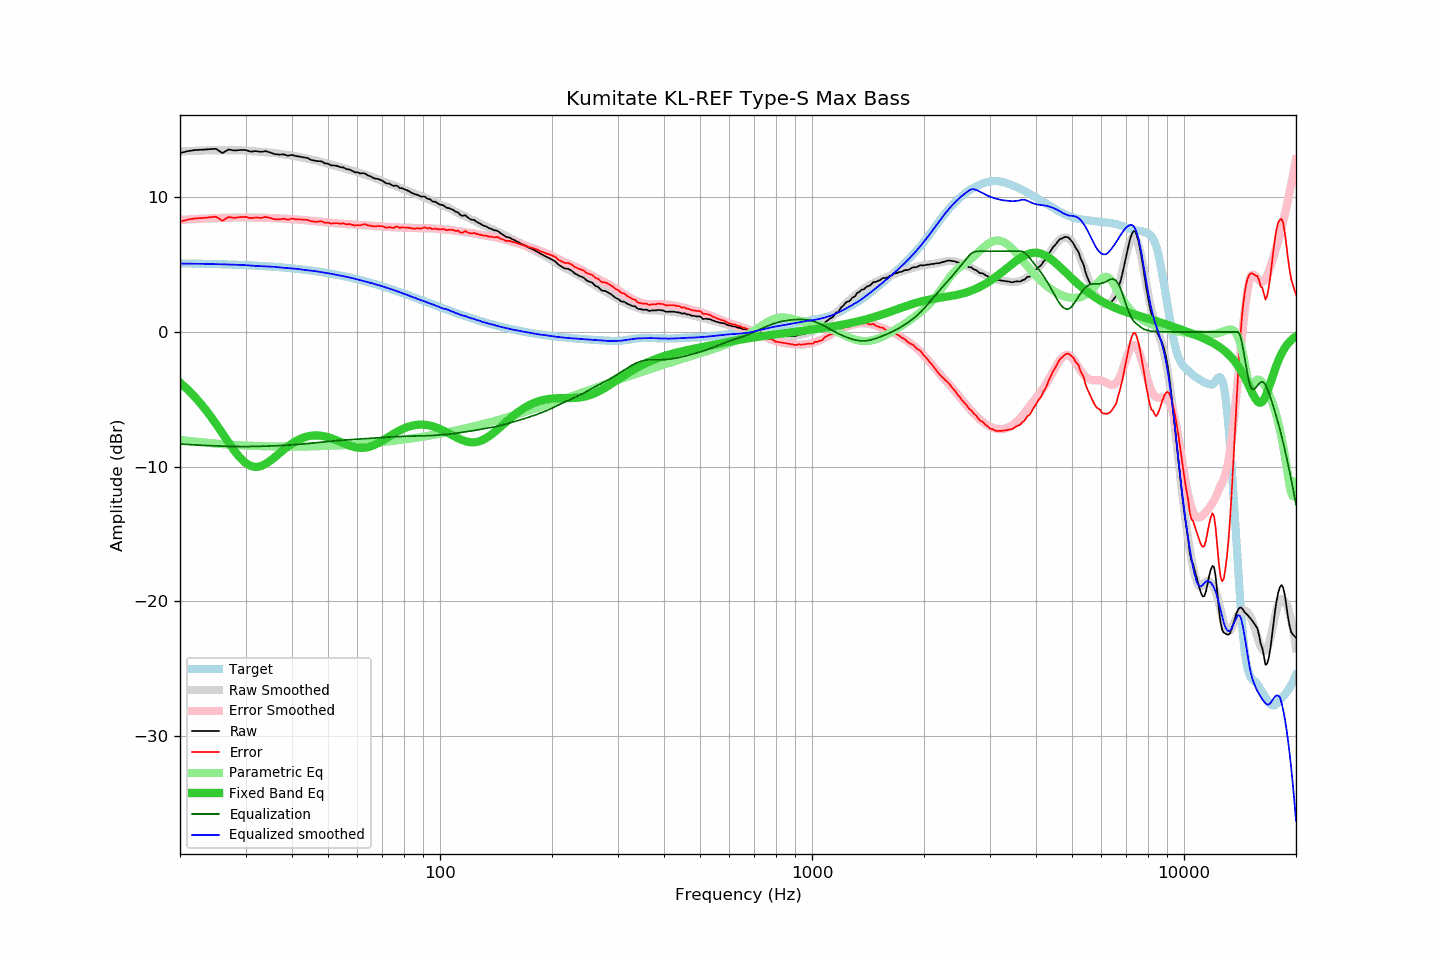 Kumitate KL-REF Type-S Max Bass
10
0
−10
−20
−30
Amplitude (dBr)
Target
Raw Smoothed
Error Smoothed
Raw
Error
Parametric Eq
Fixed Band Eq
Equalization
Equalized smoothed
100
1000
10000
Frequency (Hz)